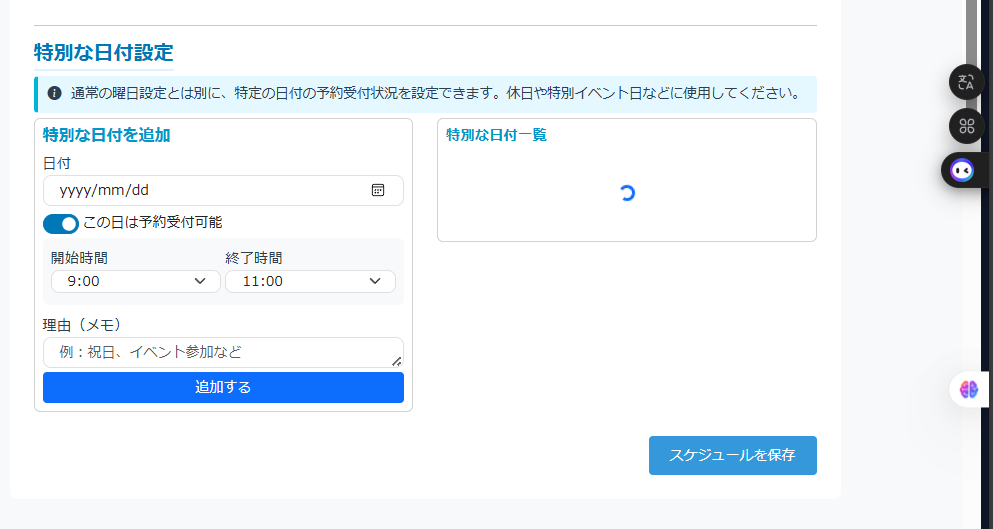 特別な日付設定
通常の曜日設定とは別に、特定の日付の予約受付状況を設定できます。休日や特別イベント日などに使用してください。
特別な日付を追加
日付
yyyy/mm/dd
この日は予約受付可能
開始時間 終了時間
9:00 11:00
理由（メモ）
例：祝日、イベント参加など
追加する
特別な日付一覧
スケジュールを保存